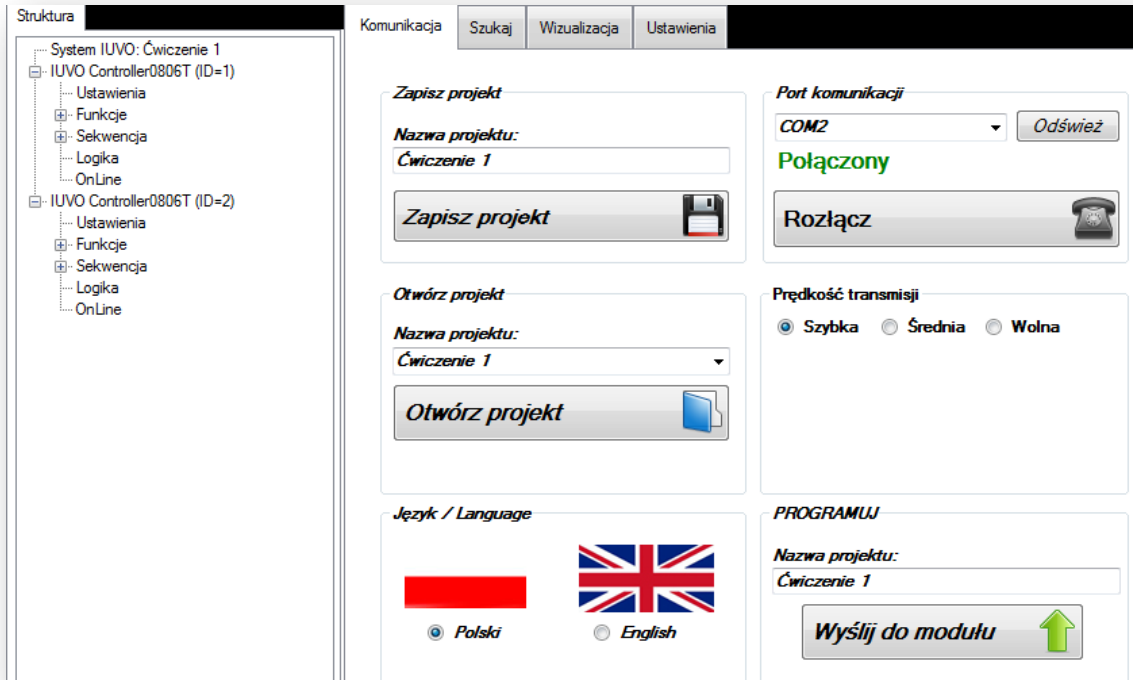 Struktura
System IUVO: Ćwiczenie 1
IUVO Controller0806T (ID=1)
Ustawienia
Funkcje
Sekwencja
Logika
OnLine
IUVO Controller0806T (ID=2)
Ustawienia
Funkcje
Sekwencja
Logika
OnLine
Komunikacja Szukaj Wizualizacja Ustawienia
Zapisz projekt
Nazwa projektu:
Ćwiczenie 1
Zapisz projekt
Port komunikacji
COM2 Odśwież
Połączony
Rozłącz
Otwórz projekt
Nazwa projektu:
Ćwiczenie 1
Otwórz projekt
Prędkość transmisji
Szybka Średnia Wolna
Język / Language
Polski English
PROGRAMUJ
Nazwa projektu:
Ćwiczenie 1
Wyślij do modułu